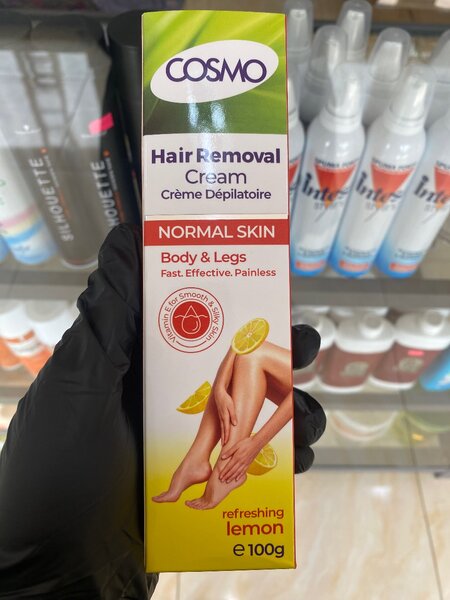 COSMO
Hair Removal
Cream
Crème Dépilatoire
NORMAL SKIN
Body & Legs
Fast. Effective. Painless
Vitamin E for Smooth & Silky Skin
refreshing
lemon
e 100g
SILHOUETTE